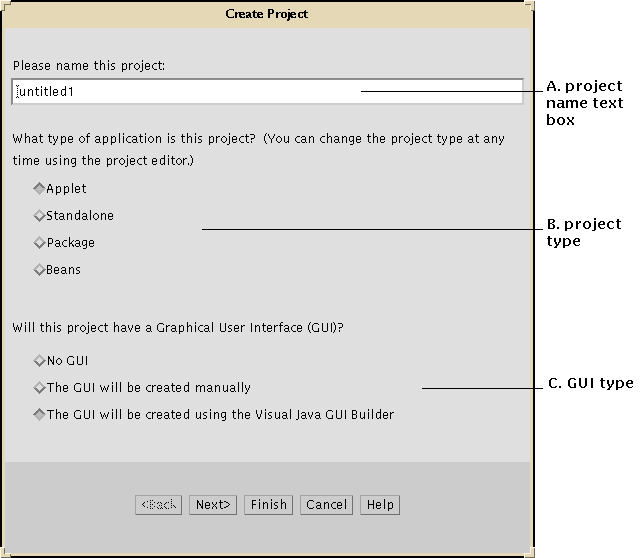 Create Project
Please name this project:
untitled1
A. project
name text
box
What type of application is this project? (You can change the project type at any
time using the project editor.)
Applet
Standalone
Package
Beans
B. project
type
Will this project have a Graphical User Interface (GUI)?
No GUI
The GUI will be created manually
The GUI will be created using the Visual Java GUI Builder
C. GUI type
<Back Next> Finish Cancel Help